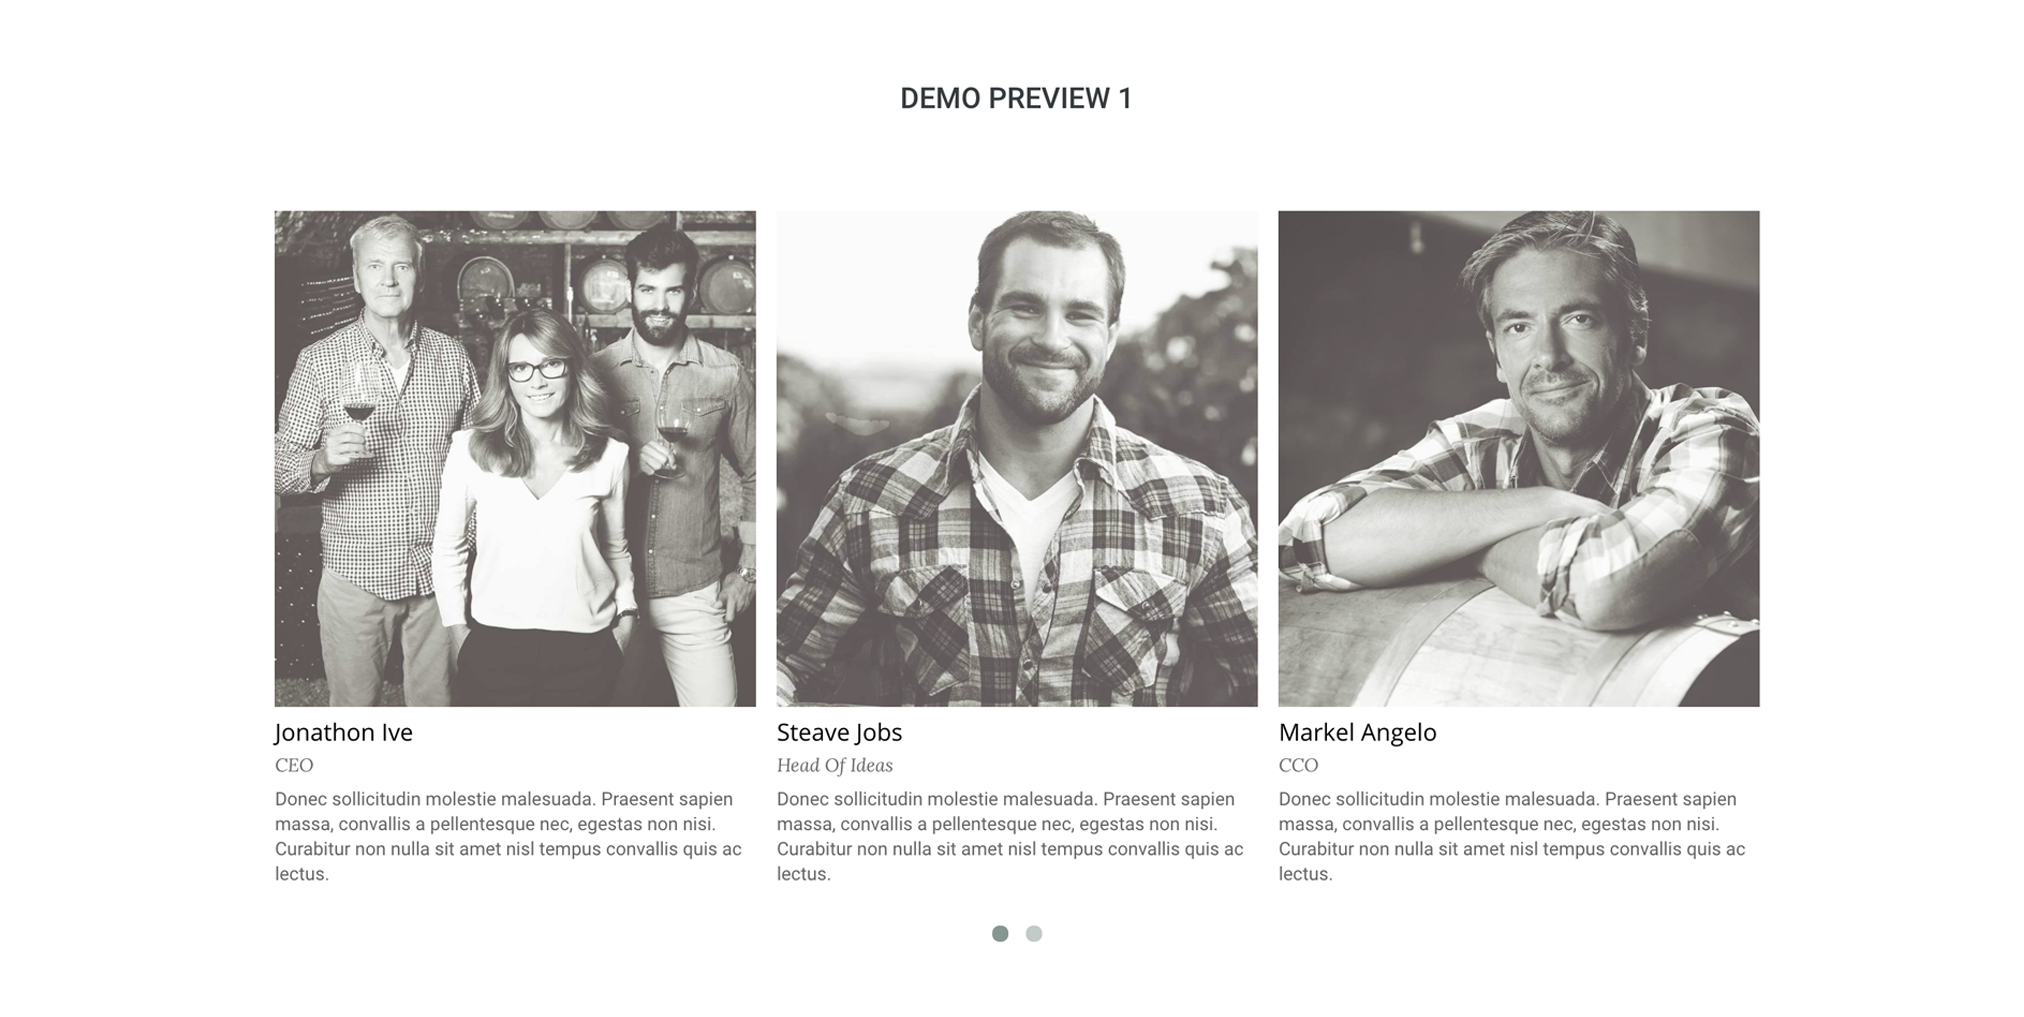 DEMO PREVIEW 1
Jonathon Ive
CEO
Donec sollicitudin molestie malesuada. Praesent sapien
massa, convallis a pellentesque nec, egestas non nisi.
Curabitur non nulla sit amet nisl tempus convallis quis ac
lectus.
Steave Jobs
Head Of Ideas
Donec sollicitudin molestie malesuada. Praesent sapien
massa, convallis a pellentesque nec, egestas non nisi.
Curabitur non nulla sit amet nisl tempus convallis quis ac
lectus.
Markel Angelo
CCO
Donec sollicitudin molestie malesuada. Praesent sapien
massa, convallis a pellentesque nec, egestas non nisi.
Curabitur non nulla sit amet nisl tempus convallis quis ac
lectus.